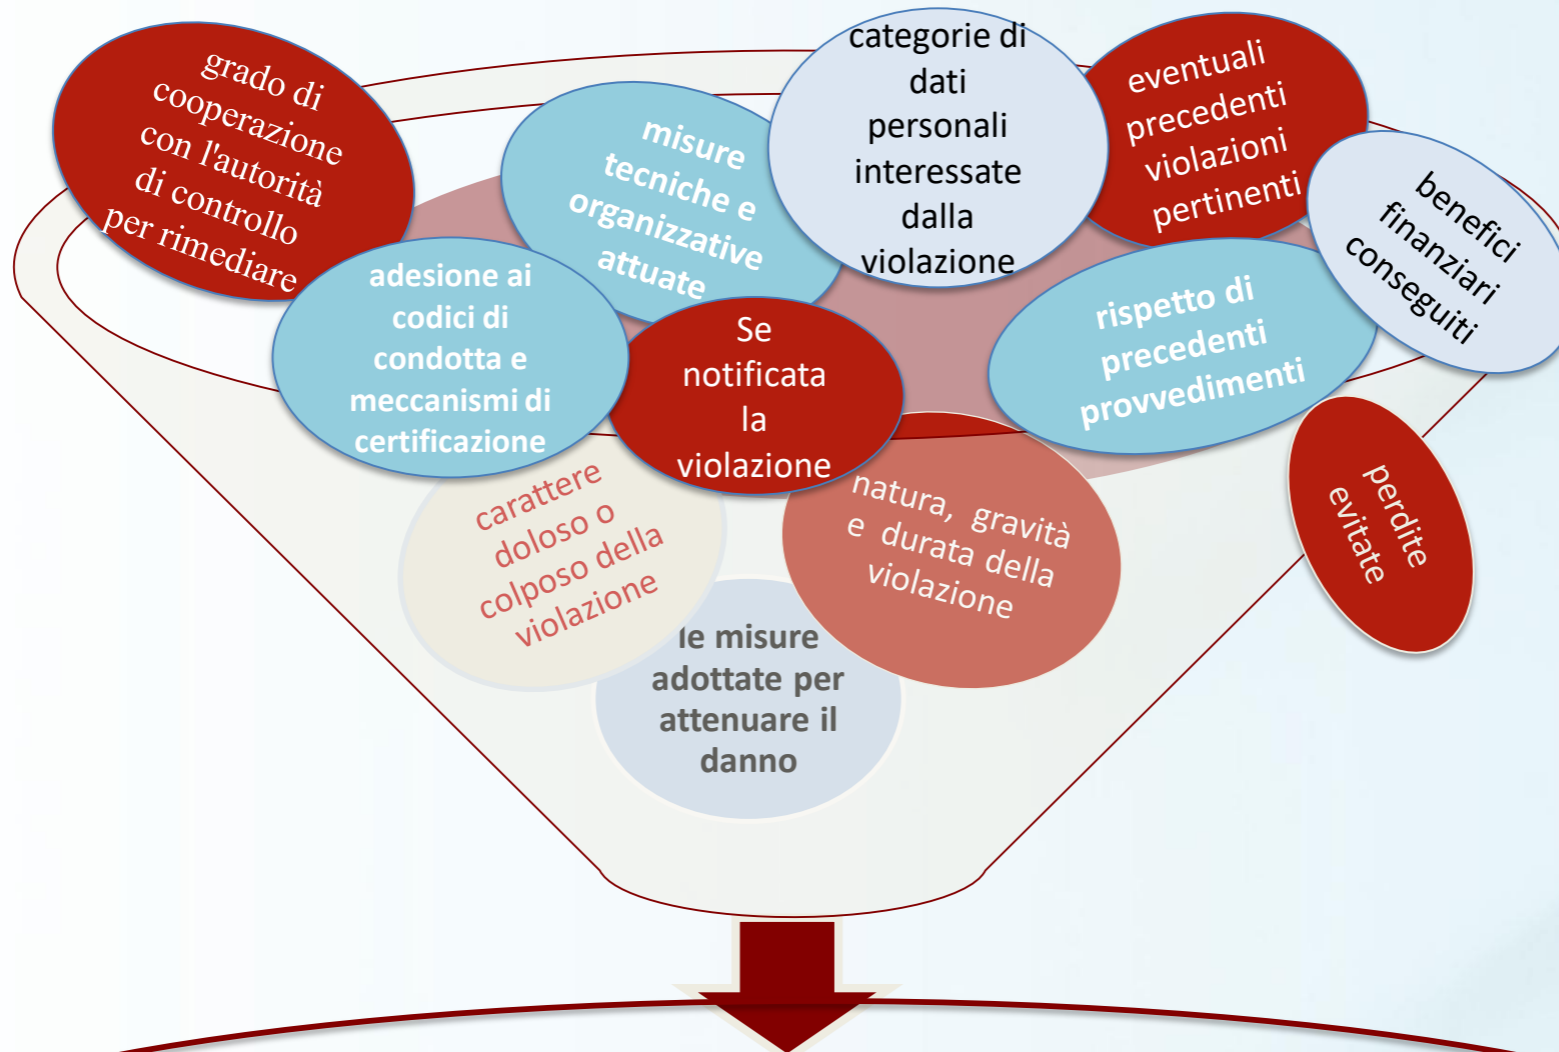 grado di
cooperazione
con l'autorità
di controllo
per rimediare
misure
tecniche e
organizzative
attuate
categorie di
dati
personali
interessate
dalla
violazione
eventuali
precedenti
violazioni
pertinenti
benefici
finanziari
conseguiti
adesione ai
codici di
condotta e
meccanismi di
certificazione
Se
notificata
la
violazione
rispetto di
precedenti
provvedimenti
perdite
evitate
carattere
doloso o
colposo della
violazione
natura, gravità
e durata della
violazione
le misure
adottate per
attenuare il
danno